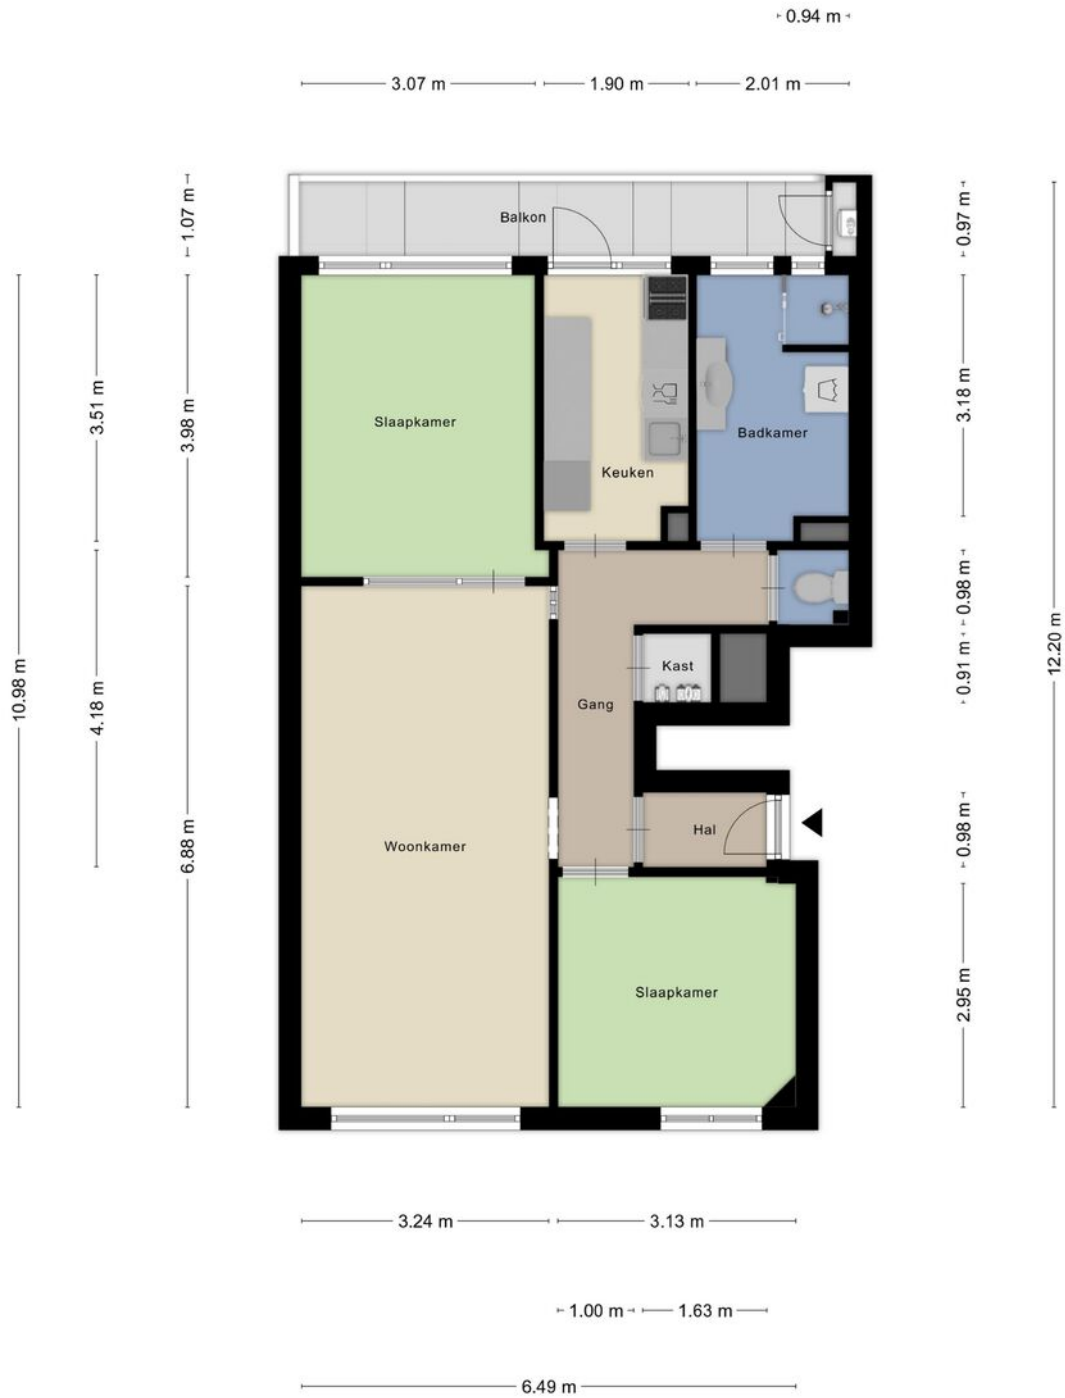 0.94 m
3.07 m
1.90 m
2.01 m
1.07 m
0.97 m
Balkon
3.51 m
3.98 m
3.18 m
Slaapkamer
Badkamer
Keuken
0.98 m
10.98 m
4.18 m
12.20 m
0.91 m
Kast
Gang
6.88 m
Woonkamer
Hal
0.98 m
Slaapkamer
2.95 m
3.24 m
3.13 m
1.00 m
1.63 m
6.49 m